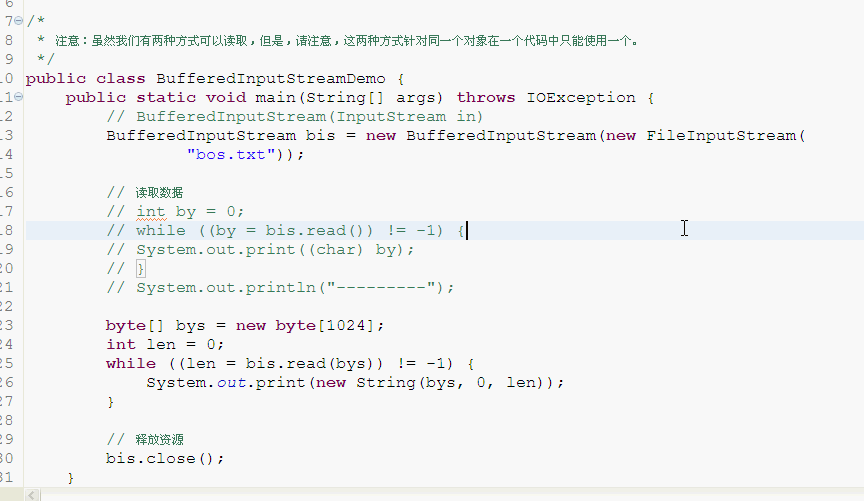 6
7 /*
8  * 注意：虽然我们有两种方式可以读取，但是，请注意，这两种方式针对同一个对象在一个代码中只能使用一个。
9  */
10 public class BufferedInputStreamDemo {
11     public static void main(String[] args) throws IOException {
12         // BufferedInputStream(InputStream in)
13         BufferedInputStream bis = new BufferedInputStream(new FileInputStream(
14                 "bos.txt"));
15
16         // 读取数据
17         // int by = 0;
18         // while ((by = bis.read()) != -1) {
19         // System.out.print((char) by);
20         // }
21         // System.out.println("---------");
22
23         byte[] bys = new byte[1024];
24         int len = 0;
25         while ((len = bis.read(bys)) != -1) {
26             System.out.print(new String(bys, 0, len));
27         }
28
29         // 释放资源
30         bis.close();
31     }